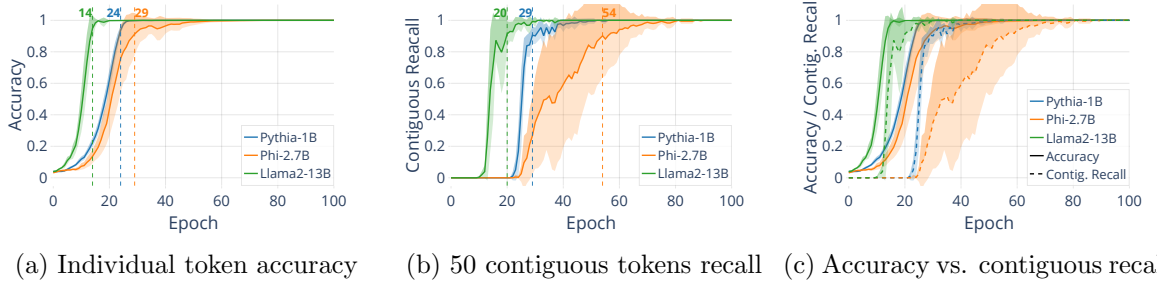 14 24 29
1
0.8
0.6
0.4
0.2
0
Accuracy
Pythia-1B
Phi-2.7B
Llama2-13B
0 20 40 60 80 100
Epoch
(a) Individual token accuracy
20 29 54
1
0.8
0.6
0.4
0.2
0
Contiguous Reacall
Pythia-1B
Phi-2.7B
Llama2-13B
0 20 40 60 80 100
Epoch
(b) 50 contiguous tokens recall
1
0.8
0.6
0.4
0.2
0
Accuracy / Contig. Recall
Pythia-1B
Phi-2.7B
Llama2-13B
Accuracy
Contig. Recall
0 20 40 60 80 100
Epoch
(c) Accuracy vs. contiguous reca